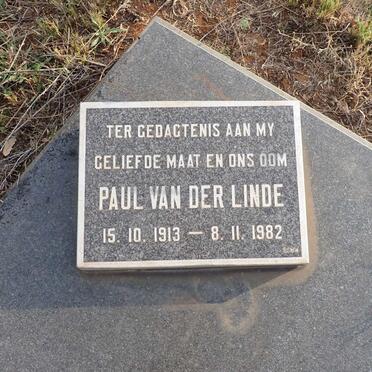 TER GEDAGTENIS AAN MY
GELIEFDE MAAT EN ONS OOM
PAUL VAN DER LINDE
15. 10. 1913 — 8. 11. 1982